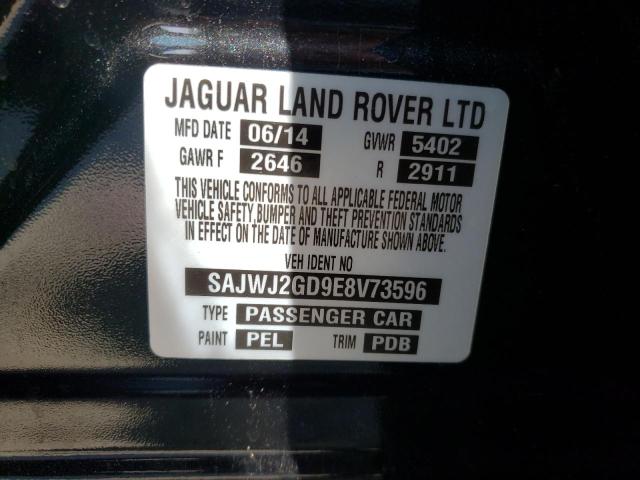 JAGUAR LAND ROVER LTD
MFD DATE 06/14 GVWR 5402
GAWR F 2646 R 2911
THIS VEHICLE CONFORMS TO ALL APPLICABLE FEDERAL MOTOR
VEHICLE SAFETY, BUMPER AND THEFT PREVENTION STANDARDS
IN EFFECT ON THE DATE OF MANUFACTURE SHOWN ABOVE.
VEH IDENT NO
SAJWJ2GD9E8V73596
TYPE PASSENGER CAR
PAINT PEL TRIM PDB